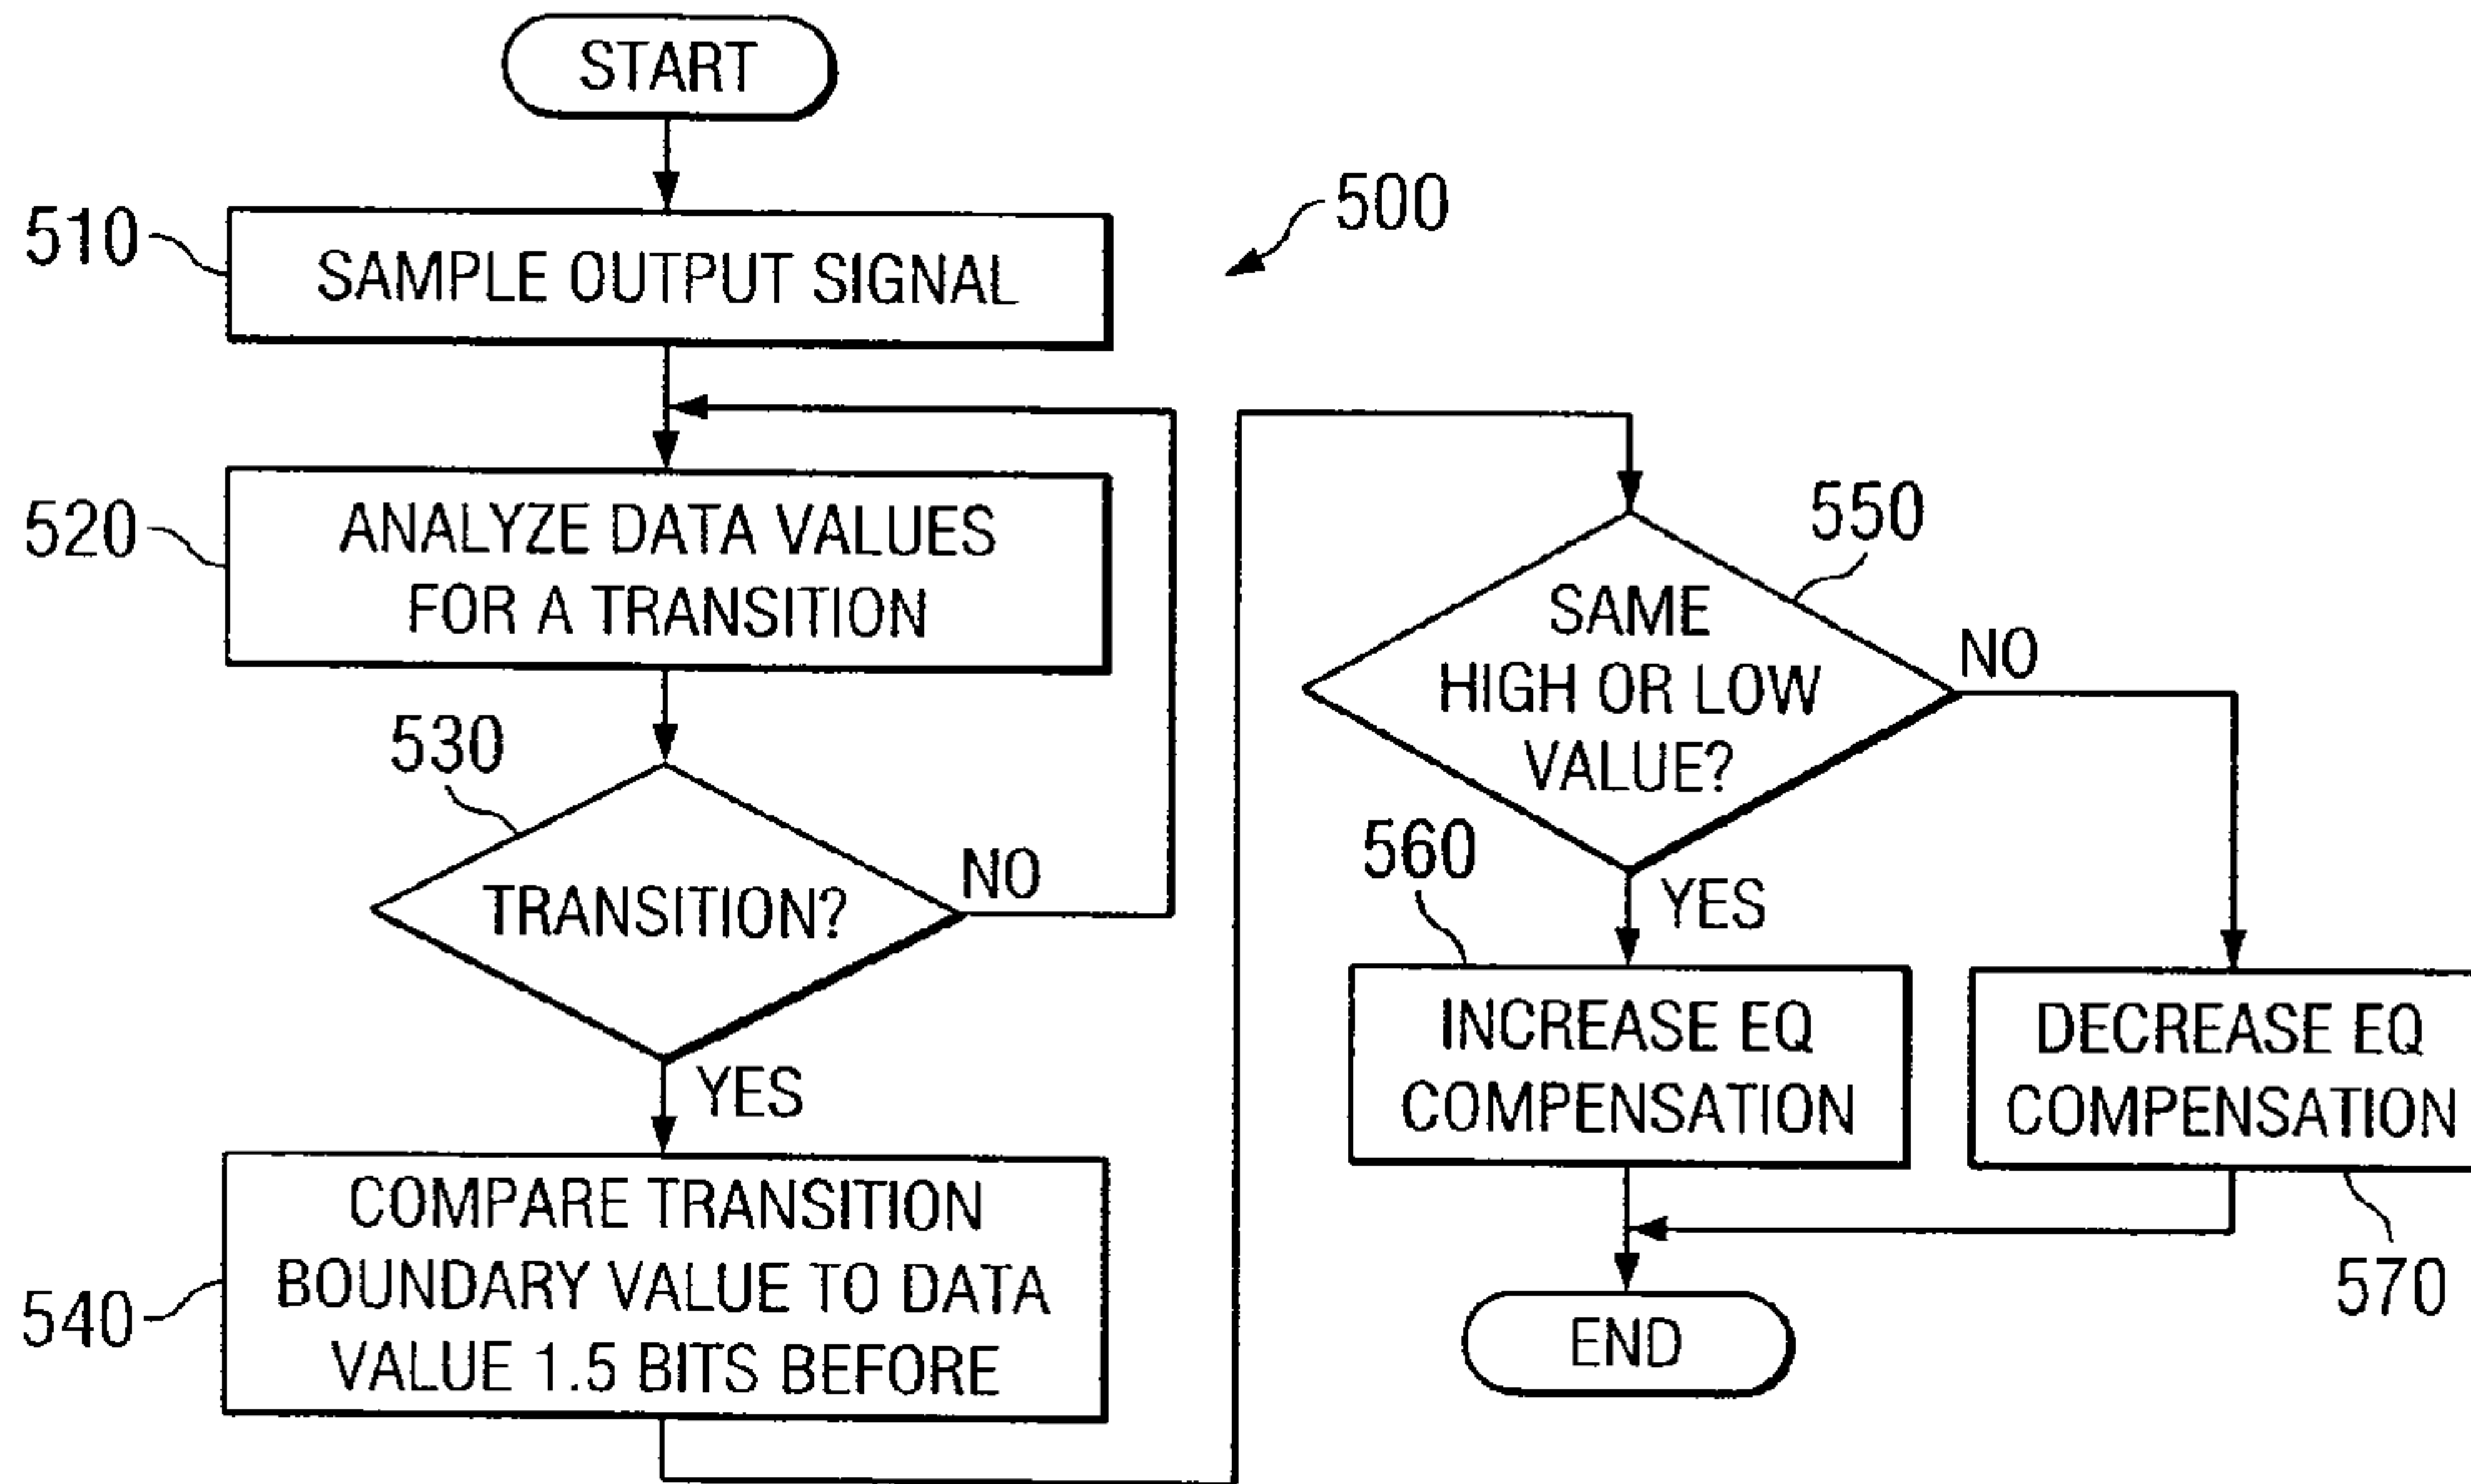 START
500
510
SAMPLE OUTPUT SIGNAL
520
ANALYZE DATA VALUES
FOR A TRANSITION
530
TRANSITION?
NO
YES
540
COMPARE TRANSITION
BOUNDARY VALUE TO DATA
VALUE 1.5 BITS BEFORE
550
SAME
HIGH OR LOW
VALUE?
NO
YES
560
INCREASE EQ
COMPENSATION
DECREASE EQ
COMPENSATION
570
END